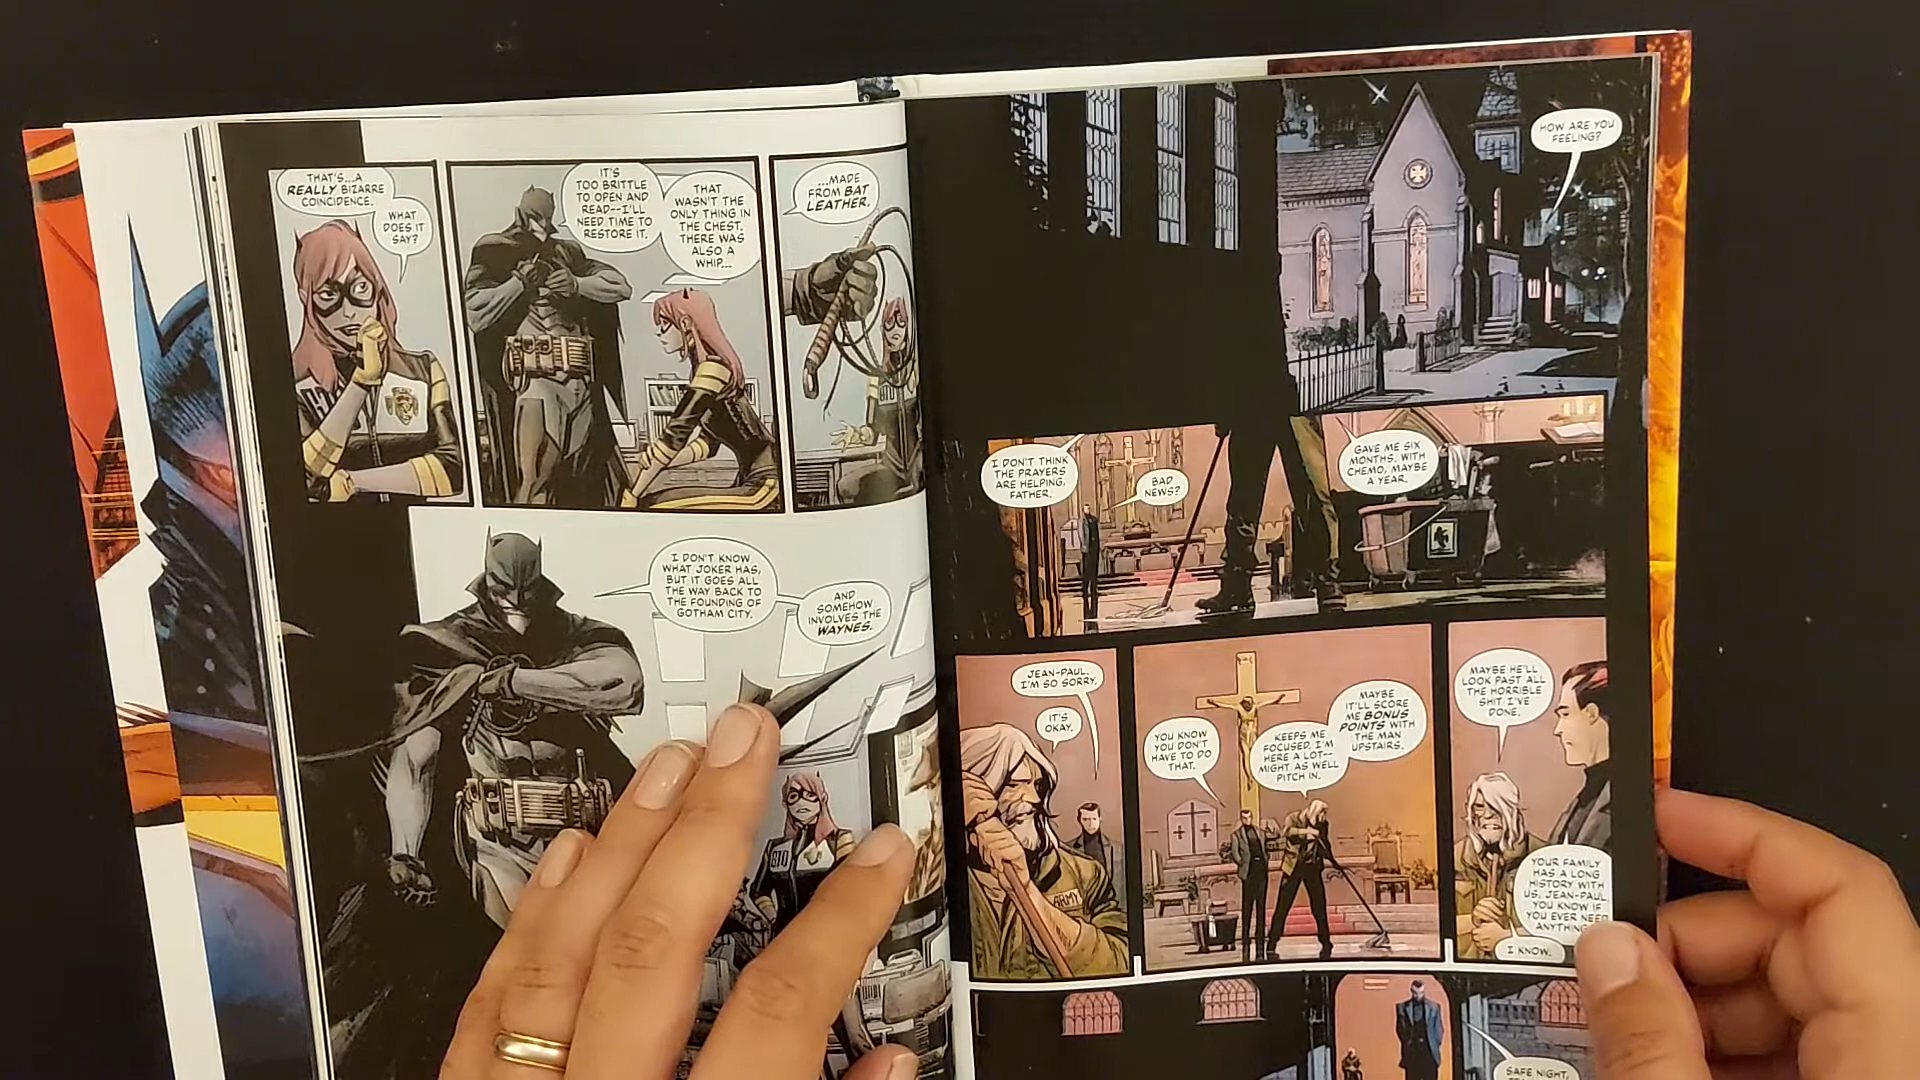 THAT'S...A
REALLY BIZARRE
COINCIDENCE.
WHAT
DOES IT
SAY?
IT'S
TOO BRITTLE
TO OPEN AND
READ--I'LL
NEED TIME TO
RESTORE IT.
THAT
WASN'T THE
ONLY THING IN
THE CHEST.
THERE WAS
ALSO A
WHIP...
...MADE
FROM BAT
LEATHER.
I DON'T KNOW
WHAT JOKER HAS,
BUT IT GOES ALL
THE WAY BACK TO
THE FOUNDING OF
GOTHAM CITY.
AND
SOMEHOW
INVOLVES THE
WAYNES.
GTO
HOW ARE YOU
FEELING?
I DON'T THINK
THE PRAYERS
ARE HELPING,
FATHER.
BAD
NEWS?
GAVE ME SIX
MONTHS. WITH
CHEMO, MAYBE
A YEAR.
JEAN-PAUL,
I'M SO SORRY.
IT'S
OKAY.
ARMY
YOU KNOW
YOU DON'T
HAVE TO DO
THAT.
KEEPS ME
FOCUSED. I'M
HERE A LOT--
MIGHT AS WELL
PITCH IN.
MAYBE
IT'LL SCORE
ME BONUS
POINTS WITH
THE MAN
UPSTAIRS.
MAYBE HE'LL
LOOK PAST ALL
THE HORRIBLE
SHIT I'VE
DONE.
YOUR FAMILY
HAS A LONG
HISTORY WITH
US, JEAN-PAUL.
YOU KNOW IF
YOU EVER NEED
ANYTHING
I KNOW.
SAFE NIGHT,